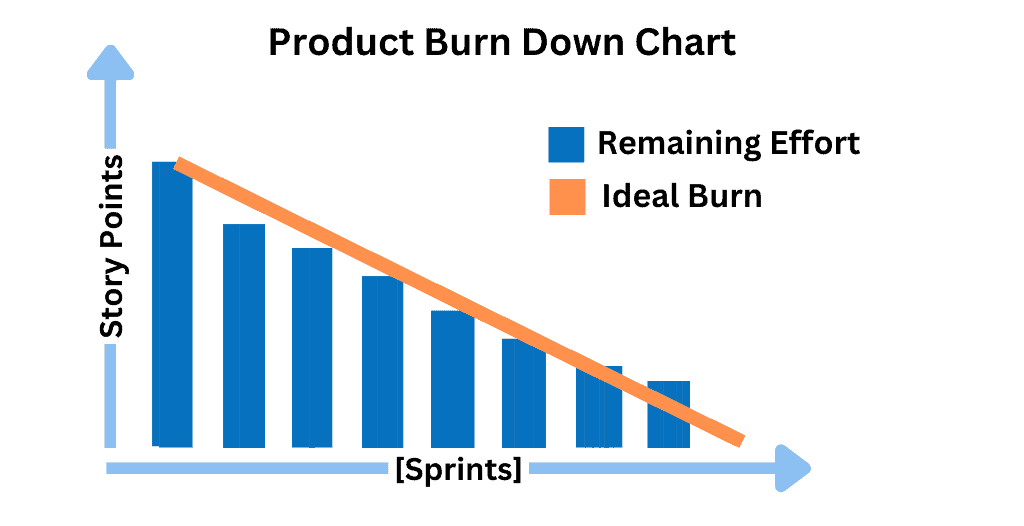 Product Burn Down Chart
Remaining Effort
Ideal Burn
Story Points
[Sprints]